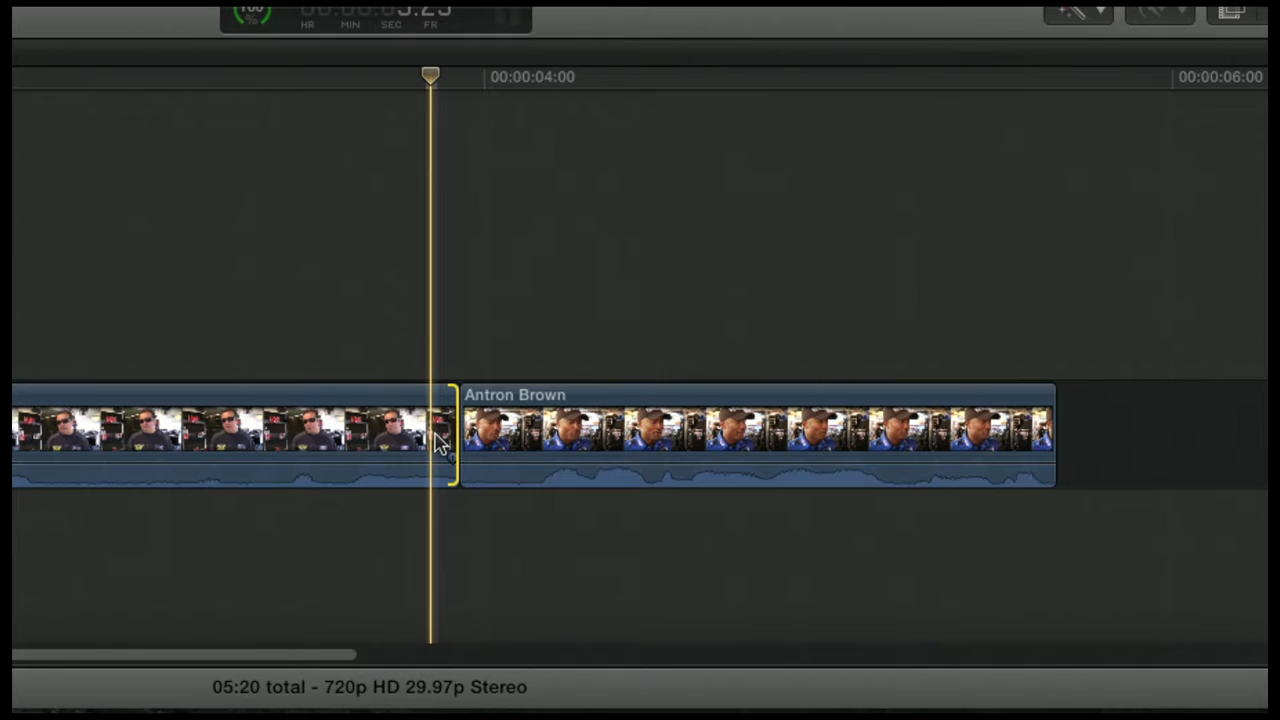 100
%
HR MIN SEC FR
00:00:04:00
00:00:06:00
Antron Brown
05:20 total - 720p HD 29.97p Stereo